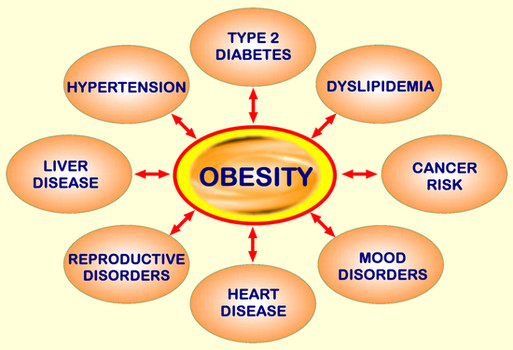 TYPE 2
DIABETES
HYPERTENSION
DYSLIPIDEMIA
LIVER
DISEASE
OBESITY
CANCER
RISK
REPRODUCTIVE
DISORDERS
MOOD
DISORDERS
HEART
DISEASE